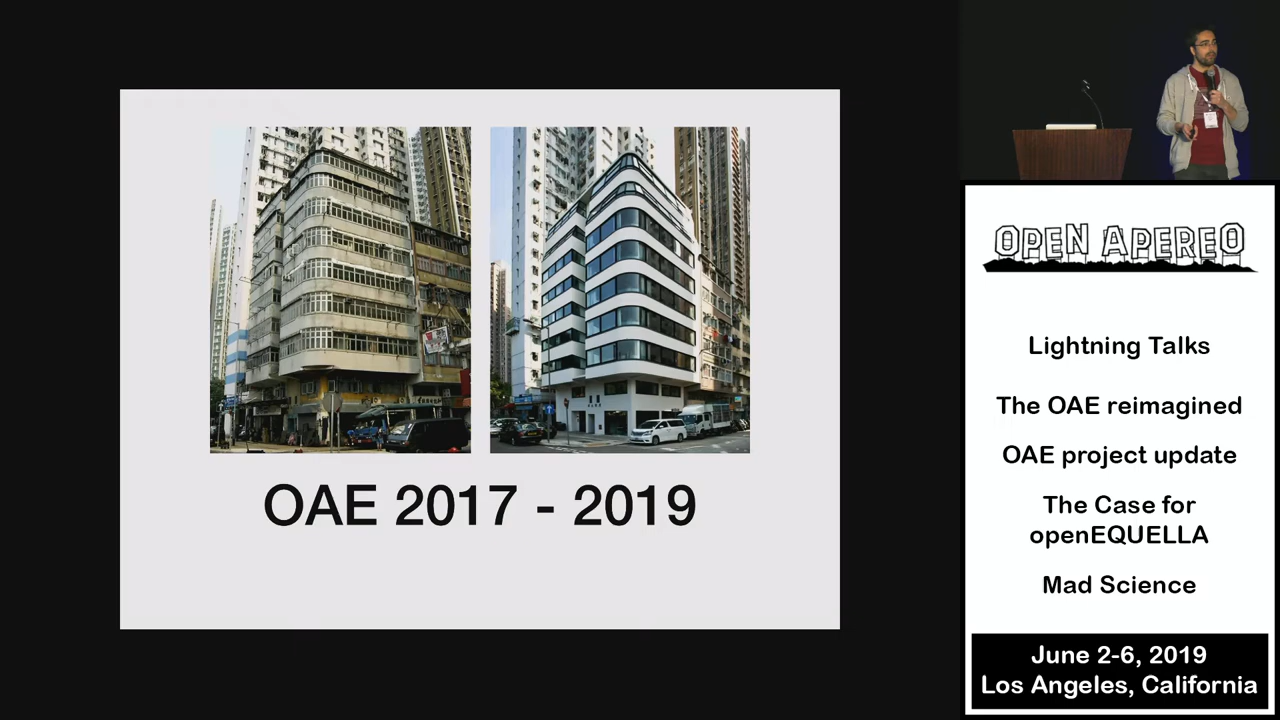 OAE 2017 - 2019
OPEN APEREO
Lightning Talks
The OAE reimagined
OAE project update
The Case for
openEQUELLA
Mad Science
June 2-6, 2019
Los Angeles, California